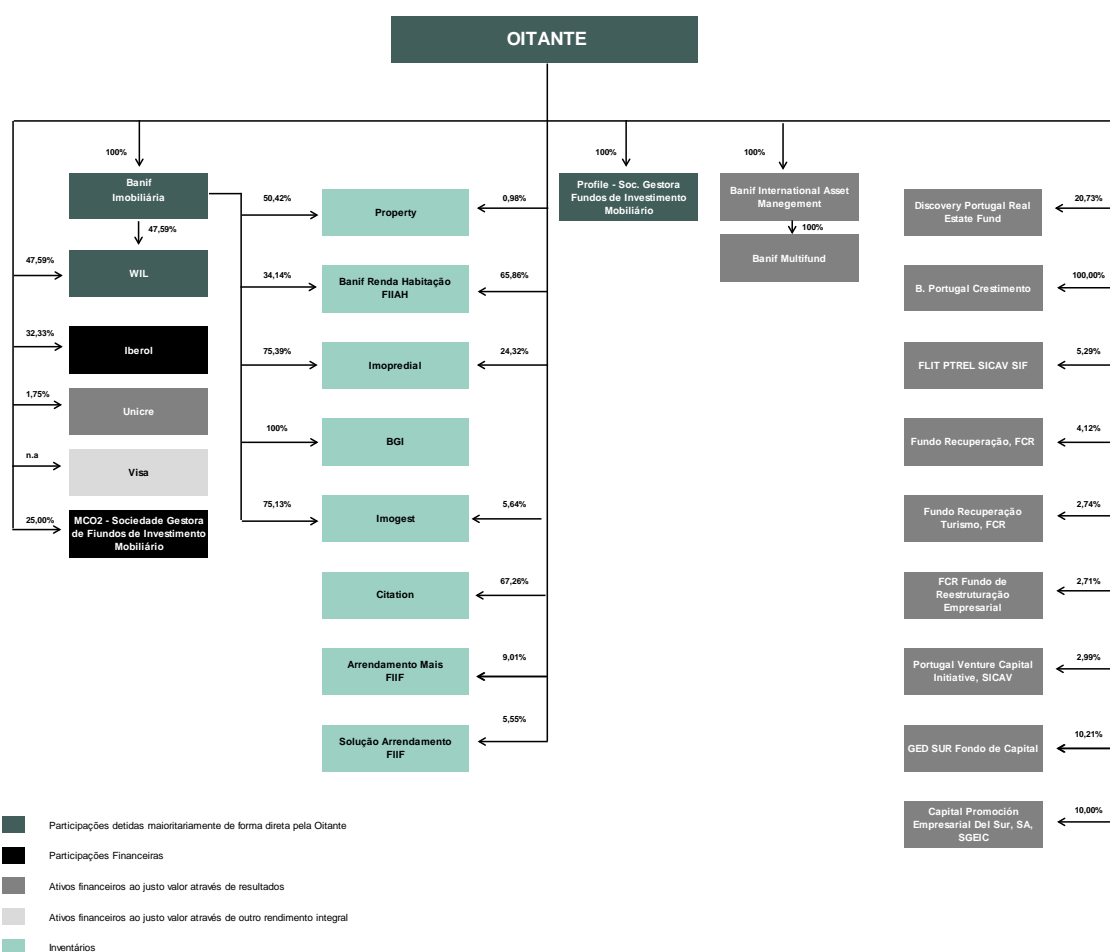 OITANTE
100%
Banif
Imobiliária
47,59%
47,59%
WIL
32,33%
Iberol
1,75%
Unicre
n.a
Visa
25,00%
MCO2 - Sociedade Gestora
de Fiundos de Investimento
Mobiliário
50,42%
Property
0,98%
34,14%
Banif Renda Habitação
FIIAH
65,86%
75,39%
Imopredial
24,32%
100%
BGI
75,13%
Imogest
5,64%
Citation
67,26%
Arrendamento Mais
FIIF
9,01%
Solução Arrendamento
FIIF
5,55%
100%
Profile - Soc. Gestora
Fundos de Investimento
Mobiliário
100%
Banif International Asset
Manegement
100%
Banif Multifund
Discovery Portugal Real
Estate Fund
20,73%
B. Portugal Crestimento
100,00%
FLIT PTREL SICAV SIF
5,29%
Fundo Recuperação, FCR
4,12%
Fundo Recuperação
Turismo, FCR
2,74%
FCR Fundo de
Reestruturação
Empresarial
2,71%
Portugal Venture Capital
Initiative, SICAV
2,99%
GED SUR Fondo de Capital
10,21%
Capital Promoción
Empresarial Del Sur, SA,
SGEIC
10,00%
Participações detidas maioritariamente de forma direta pela Oitante
Participações Financeiras
Ativos financeiros ao justo valor através de resultados
Ativos financeiros ao justo valor através de outro rendimento integral
Inventários